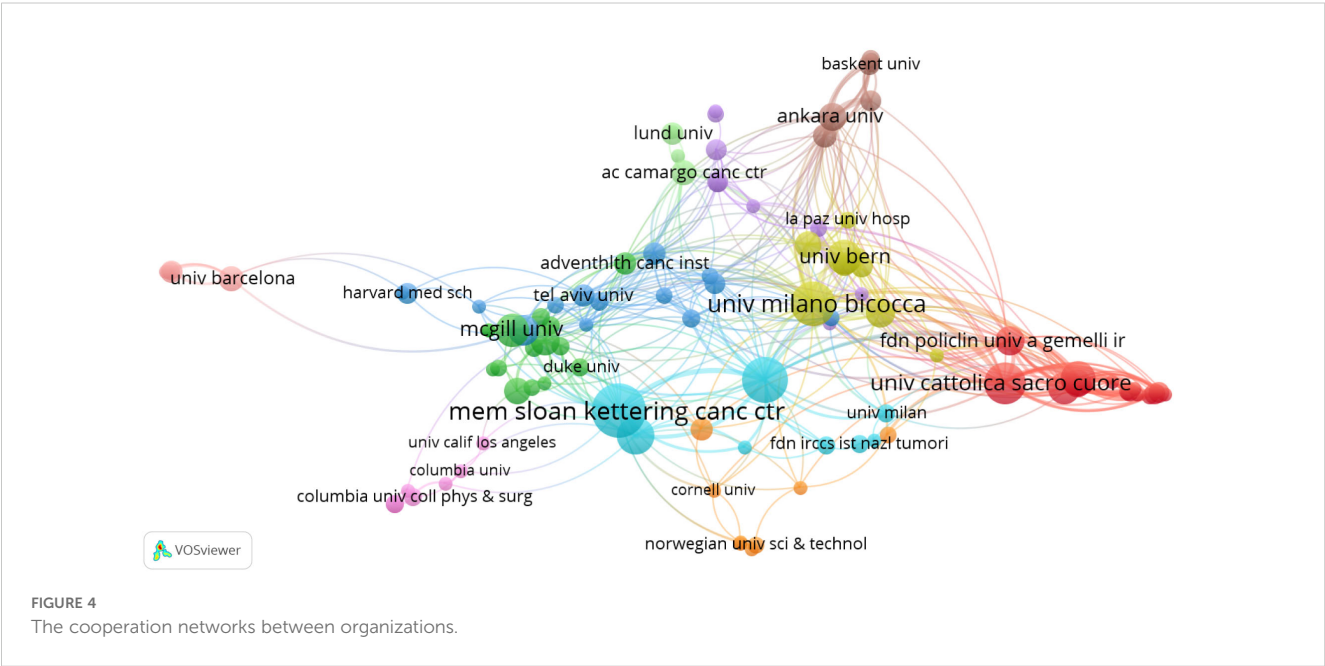 baskent univ
ankara univ
lund univ
ac camargo canc ctr
la paz univ hosp
univ bern
adventhlth canc inst
univ barcelona
harvard med sch
tel aviv univ
univ milano bicocca
mcgill univ
fdn policlin univ a gemelli ir
duke univ
univ cattolica sacro cuore
mem sloan kettering canc ctr
univ milan
univ calif los angeles
fdn irccs ist nazl tumori
columbia univ
cornell univ
columbia univ coll phys & surg
norwegian univ sci & technol
VOSviewer
FIGURE 4
The cooperation networks between organizations.